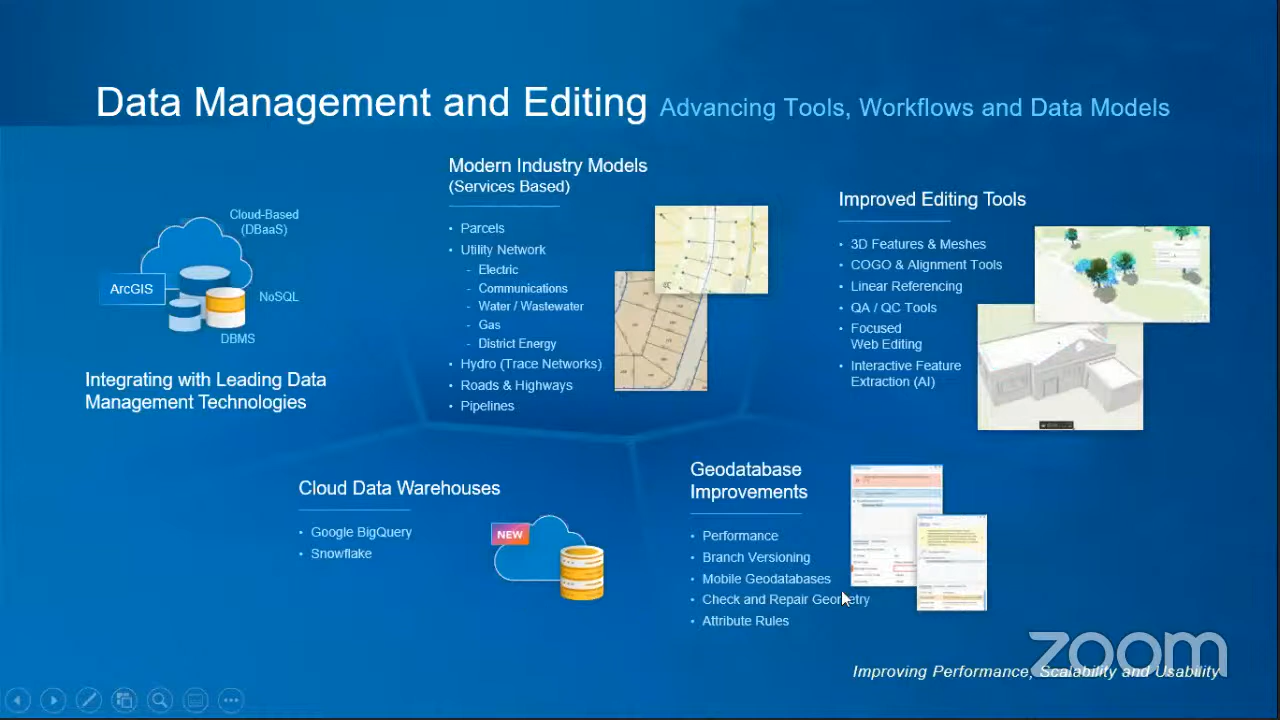 Data Management and Editing Advancing Tools, Workflows and Data Models
Cloud-Based
(DBaaS)
ArcGIS
NoSQL
DBMS
Integrating with Leading Data
Management Technologies
Modern Industry Models
(Services Based)
• Parcels
• Utility Network
- Electric
- Communications
- Water / Wastewater
- Gas
- District Energy
• Hydro (Trace Networks)
• Roads & Highways
• Pipelines
Improved Editing Tools
• 3D Features & Meshes
• COGO & Alignment Tools
• Linear Referencing
• QA / QC Tools
• Focused
Web Editing
• Interactive Feature
Extraction (AI)
Cloud Data Warehouses
• Google BigQuery
• Snowflake
NEW
Geodatabase
Improvements
• Performance
• Branch Versioning
• Mobile Geodatabases
• Check and Repair Geometry
• Attribute Rules
zoom
Improving Performance, Scalability and Usability